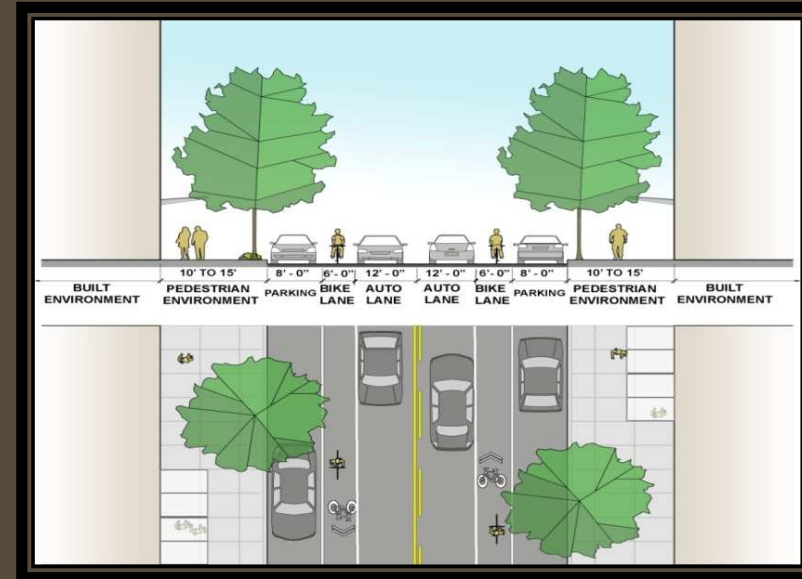 10' TO 15' 8' - 0" 6'- 0" 12' - 0" 12' - 0" 6'- 0" 8' - 0" 10' TO 15'
BUILT PEDESTRIAN PARKING BIKE AUTO AUTO BIKE PARKING PEDESTRIAN BUILT
ENVIRONMENT ENVIRONMENT LANE LANE LANE LANE ENVIRONMENT ENVIRONMENT